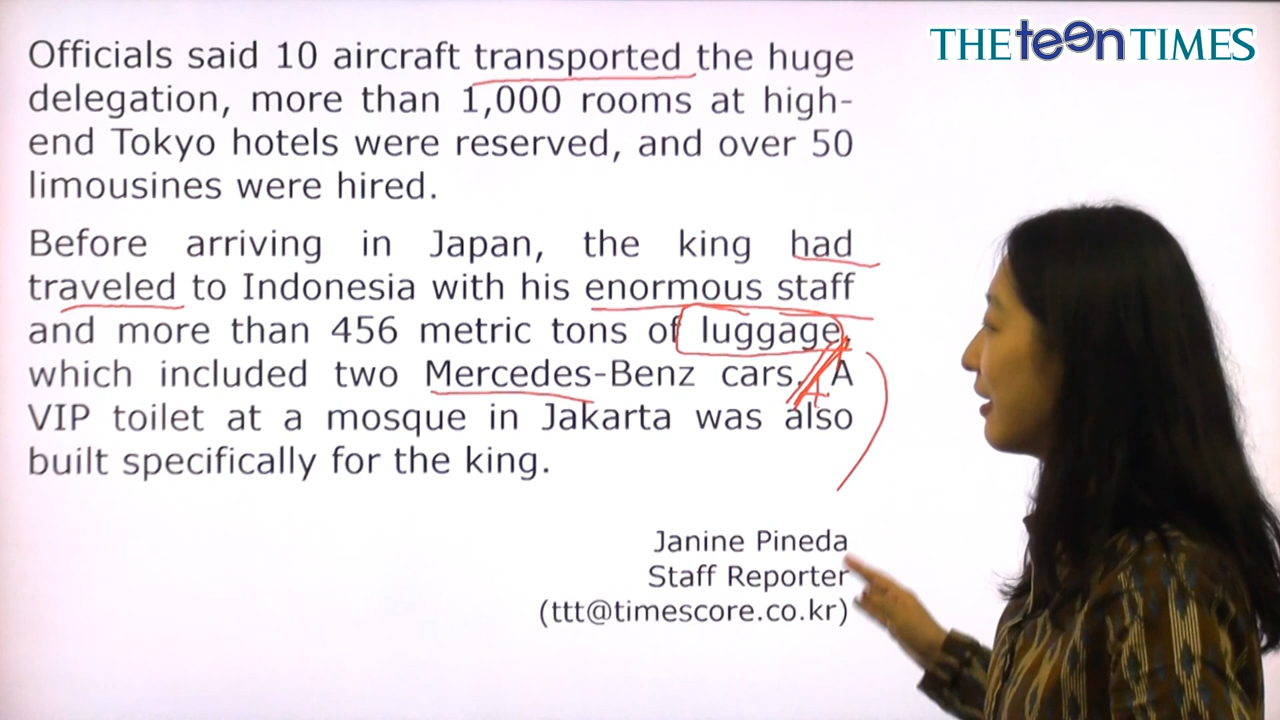 THE teen TIMES
Officials said 10 aircraft transported the huge
delegation, more than 1,000 rooms at high-
end Tokyo hotels were reserved, and over 50
limousines were hired.
Before arriving in Japan, the king had
traveled to Indonesia with his enormous staff
and more than 456 metric tons of luggage,
which included two Mercedes-Benz cars. A
VIP toilet at a mosque in Jakarta was also
built specifically for the king.
Janine Pineda
Staff Reporter
(ttt@timescore.co.kr)